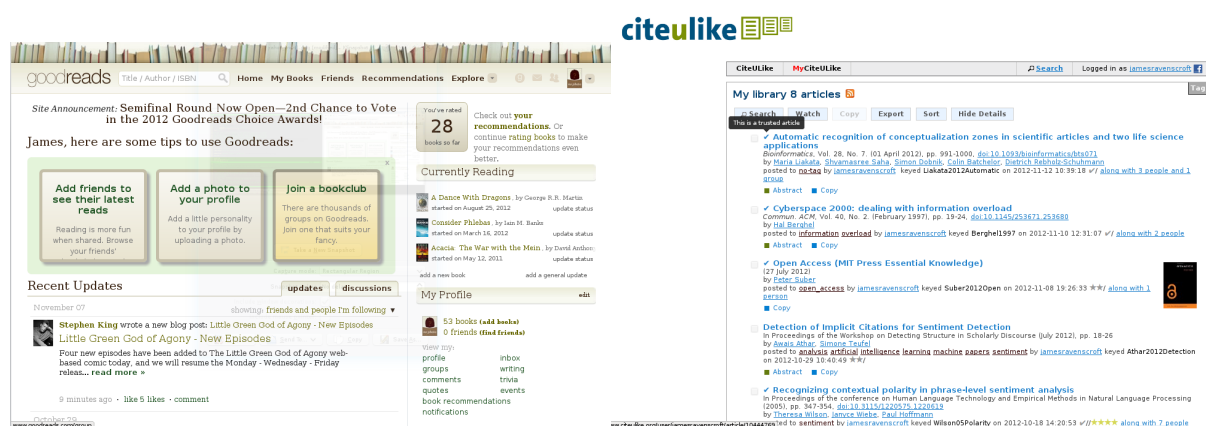 goodreads
Title / Author / ISBN
Home My Books Friends Recommendations Explore
Site Announcement: Semifinal Round Now Open—2nd Chance to Vote
in the 2012 Goodreads Choice Awards!
James, here are some tips to use Goodreads:
x
Add friends to
see their latest
reads
Reading is more
fun when shared. Browse
your friends'
Add a photo to
your profile
Add a little personality
to your profile by
uploading a photo.
Join a bookclub
There are thousands of
groups on Goodreads.
Join one that suits your
fancy.
Recent Updates
updates discussions
November 07
showing: friends and people I'm following ▼
Stephen King wrote a new blog post: Little Green God of Agony - New Episodes
Little Green God of Agony - New Episodes
Four new episodes have been added to The Little Green God of Agony web-
based comic today, and we will resume the Monday - Wednesday - Friday
releas... read more »
9 minutes ago · like 5 likes · comment
October 29
www.goodreads.com/group
You've rated
28
books so far
Check out your
recommendations. Or
continue rating books to make
your recommendations even
better.
Currently Reading
A Dance With Dragons, by George R.R. Martin
started on August 25, 2012 update status
Consider Phlebas, by Iain M. Banks
started on March 16, 2012 update status
Acacia: The War with the Mein, by David Anthony
started on May 12, 2011 update status
add a new book add a general update
My Profile edit
53 books (add books)
0 friends (find friends)
view my:
profile inbox
groups writing
comments trivia
quotes events
book recommendations
notifications
citeulike
CiteULike MyCiteULike Search Logged in as jamesravenscroft
Tag
My library 8 articles
Search Watch Copy Export Sort Hide Details
This is a trusted article
✔ Automatic recognition of conceptualization zones in scientific articles and two life science
applications
Bioinformatics, Vol. 28, No. 7. (01 April 2012), pp. 991-1000, doi:10.1093/bioinformatics/bts071
by Maria Liakata, Shyamasree Saha, Simon Dobnik, Colin Batchelor, Dietrich Rebholz-Schuhmann
posted to no-tag by jamesravenscroft keyed Liakata2012Automatic on 2012-11-12 10:39:18 ✔/ along with 3 people and 1
group
Abstract Copy
✔ Cyberspace 2000: dealing with information overload
Commun. ACM, Vol. 40, No. 2. (February 1997), pp. 19-24, doi:10.1145/253671.253680
by Hal Berghel
posted to information overload by jamesravenscroft keyed Berghel1997 on 2012-11-10 12:31:07 ✔/ along with 2 people
Abstract Copy
✔ Open Access (MIT Press Essential Knowledge)
(27 July 2012)
by Peter Suber
posted to open_access by jamesravenscroft keyed Suber2012Open on 2012-11-08 19:26:33 ★★/ along with 1
person
Copy
Detection of Implicit Citations for Sentiment Detection
In Proceedings of the Workshop on Detecting Structure in Scholarly Discourse (July 2012), pp. 18-26
by Awais Athar, Simone Teufel
posted to analysis artificial intelligence learning machine papers sentiment by jamesravenscroft keyed Athar2012Detection
on 2012-10-29 10:40:49 ★★/
Abstract Copy
✔ Recognizing contextual polarity in phrase-level sentiment analysis
In Proceedings of the conference on Human Language Technology and Empirical Methods in Natural Language Processing
(2005), pp. 347-354, doi:10.3115/1220575.1220619
by Theresa Wilson, Janyce Wiebe, Paul Hoffmann
posted to sentiment by jamesravenscroft keyed Wilson05Polarity on 2012-10-18 14:20:53 ✔//★★★★ along with 7 people